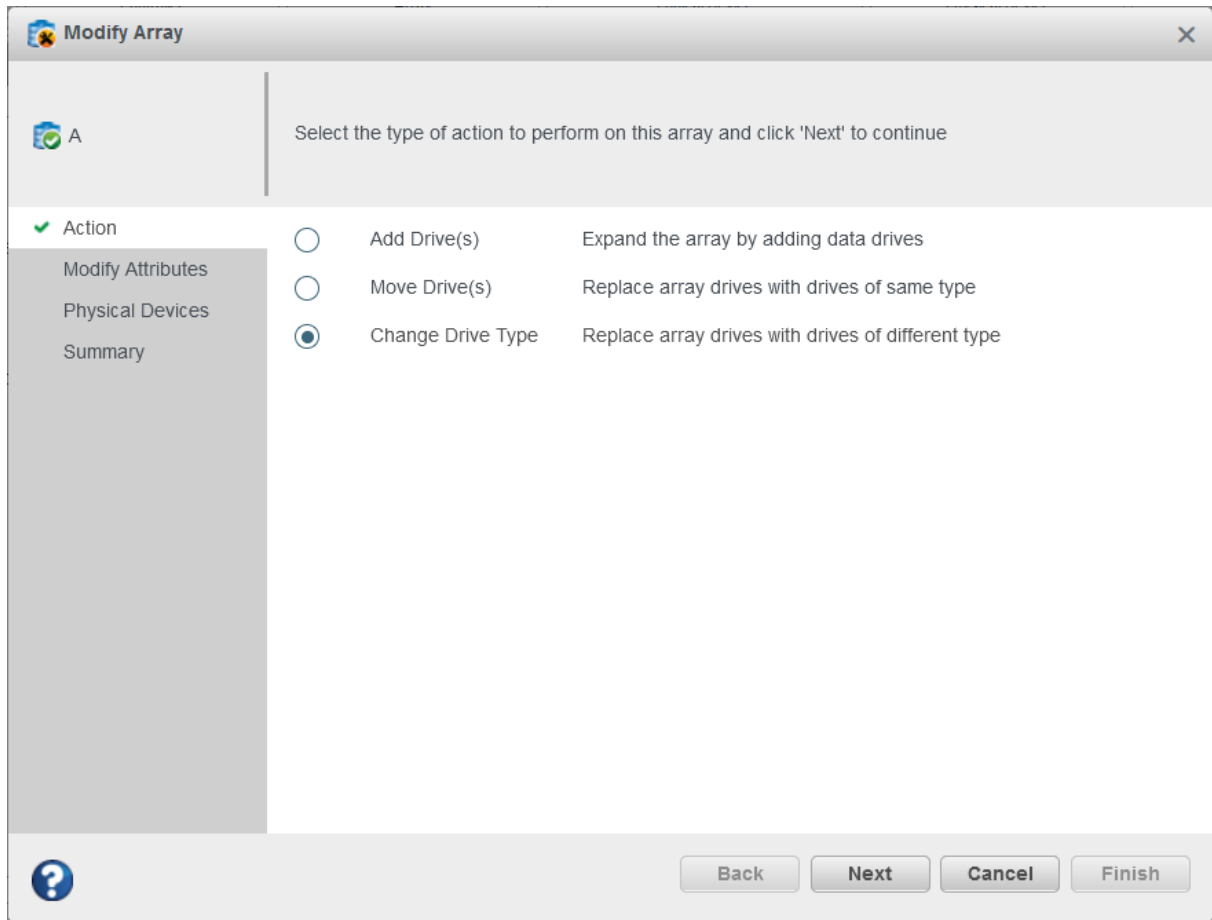 Modify Array
A
Select the type of action to perform on this array and click 'Next' to continue
Action
Modify Attributes
Physical Devices
Summary
Add Drive(s) Expand the array by adding data drives
Move Drive(s) Replace array drives with drives of same type
Change Drive Type Replace array drives with drives of different type
? Back Next Cancel Finish